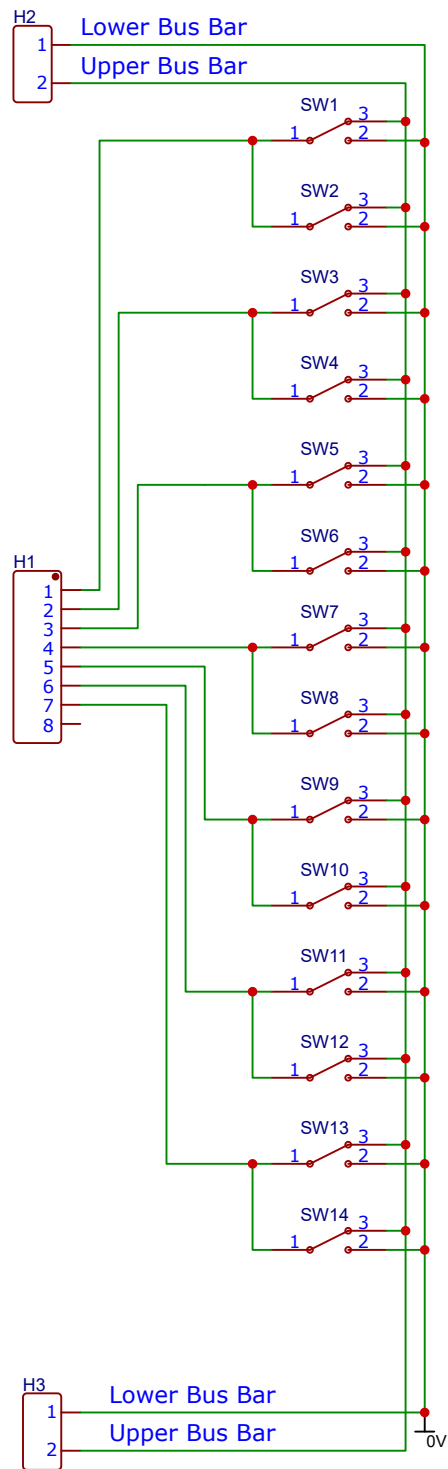 H2
1 Lower Bus Bar
2 Upper Bus Bar
SW1
3
1 2
SW2
3
1 2
SW3
3
1 2
SW4
3
1 2
SW5
3
1 2
SW6
3
1 2
H1
1
2
3
4
5
6
7
8
SW7
3
1 2
SW8
3
1 2
SW9
3
1 2
SW10
3
1 2
SW11
3
1 2
SW12
3
1 2
SW13
3
1 2
SW14
3
1 2
H3
1 Lower Bus Bar
2 Upper Bus Bar
0V